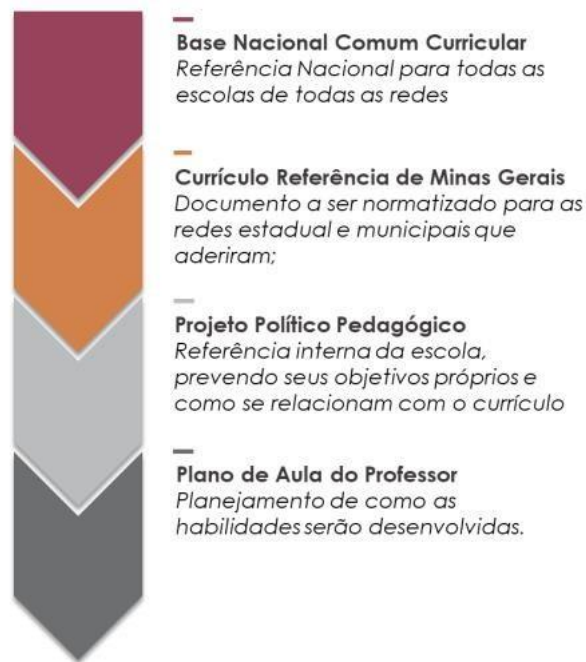 Base Nacional Comum Curricular
Referência Nacional para todas as
escolas de todas as redes
Currículo Referência de Minas Gerais
Documento a ser normatizado para as
redes estadual e municipais que
aderiram;
Projeto Político Pedagógico
Referência interna da escola,
prevendo seus objetivos próprios e
como se relacionam com o currículo
Plano de Aula do Professor
Planejamento de como as
habilidades serão desenvolvidas.